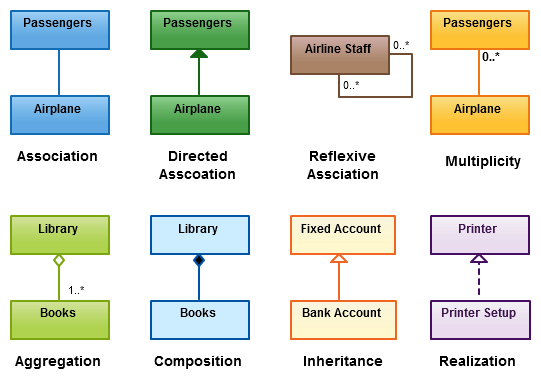 Passengers
Airplane
Association
Passengers
Airplane
Directed
Asscoation
Airline Staff
0..*
0..*
Reflexive
Assciation
Passengers
0..*
Airplane
Multiplicity
Library
1..*
Books
Aggregation
Library
Books
Composition
Fixed Account
Bank Account
Inheritance
Printer
Printer Setup
Realization